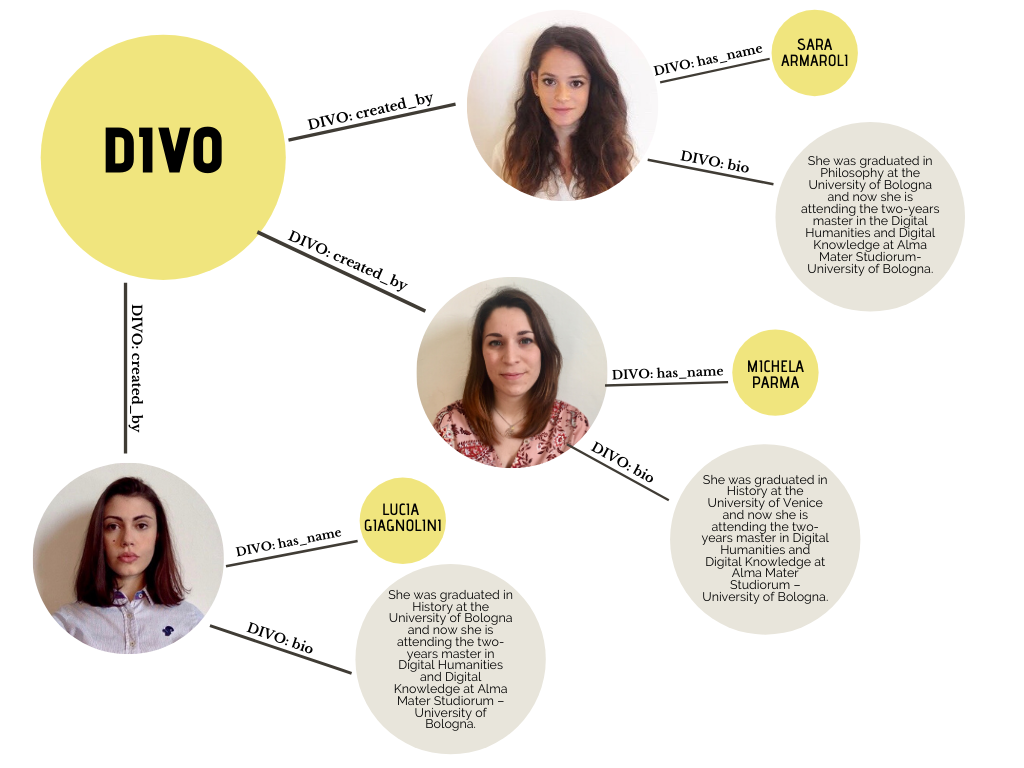 DIVO
DIVO: created_by
DIVO: has_name
SARA
ARMAROLI
DIVO: bio
She was graduated in
Philosophy at the
University of Bologna
and now she is
attending the two-years
master in the Digital
Humanities and Digital
Knowledge at Alma
Mater Studiorum-
University of Bologna.
DIVO: created_by
DIVO: has_name
MICHELA
PARMA
DIVO: bio
She was graduated in
History at the
University of Venice
and now she is
attending the two-
years master in Digital
Humanities and
Digital Knowledge at
Alma Mater
Studiorum –
University of Bologna.
DIVO: created_by
DIVO: has_name
LUCIA
GIAGNOLINI
DIVO: bio
She was graduated in
History at the
University of Bologna
and now she is
attending the two-
years master in
Digital Humanities
and Digital
Knowledge at Alma
Mater Studiorum –
University of
Bologna.